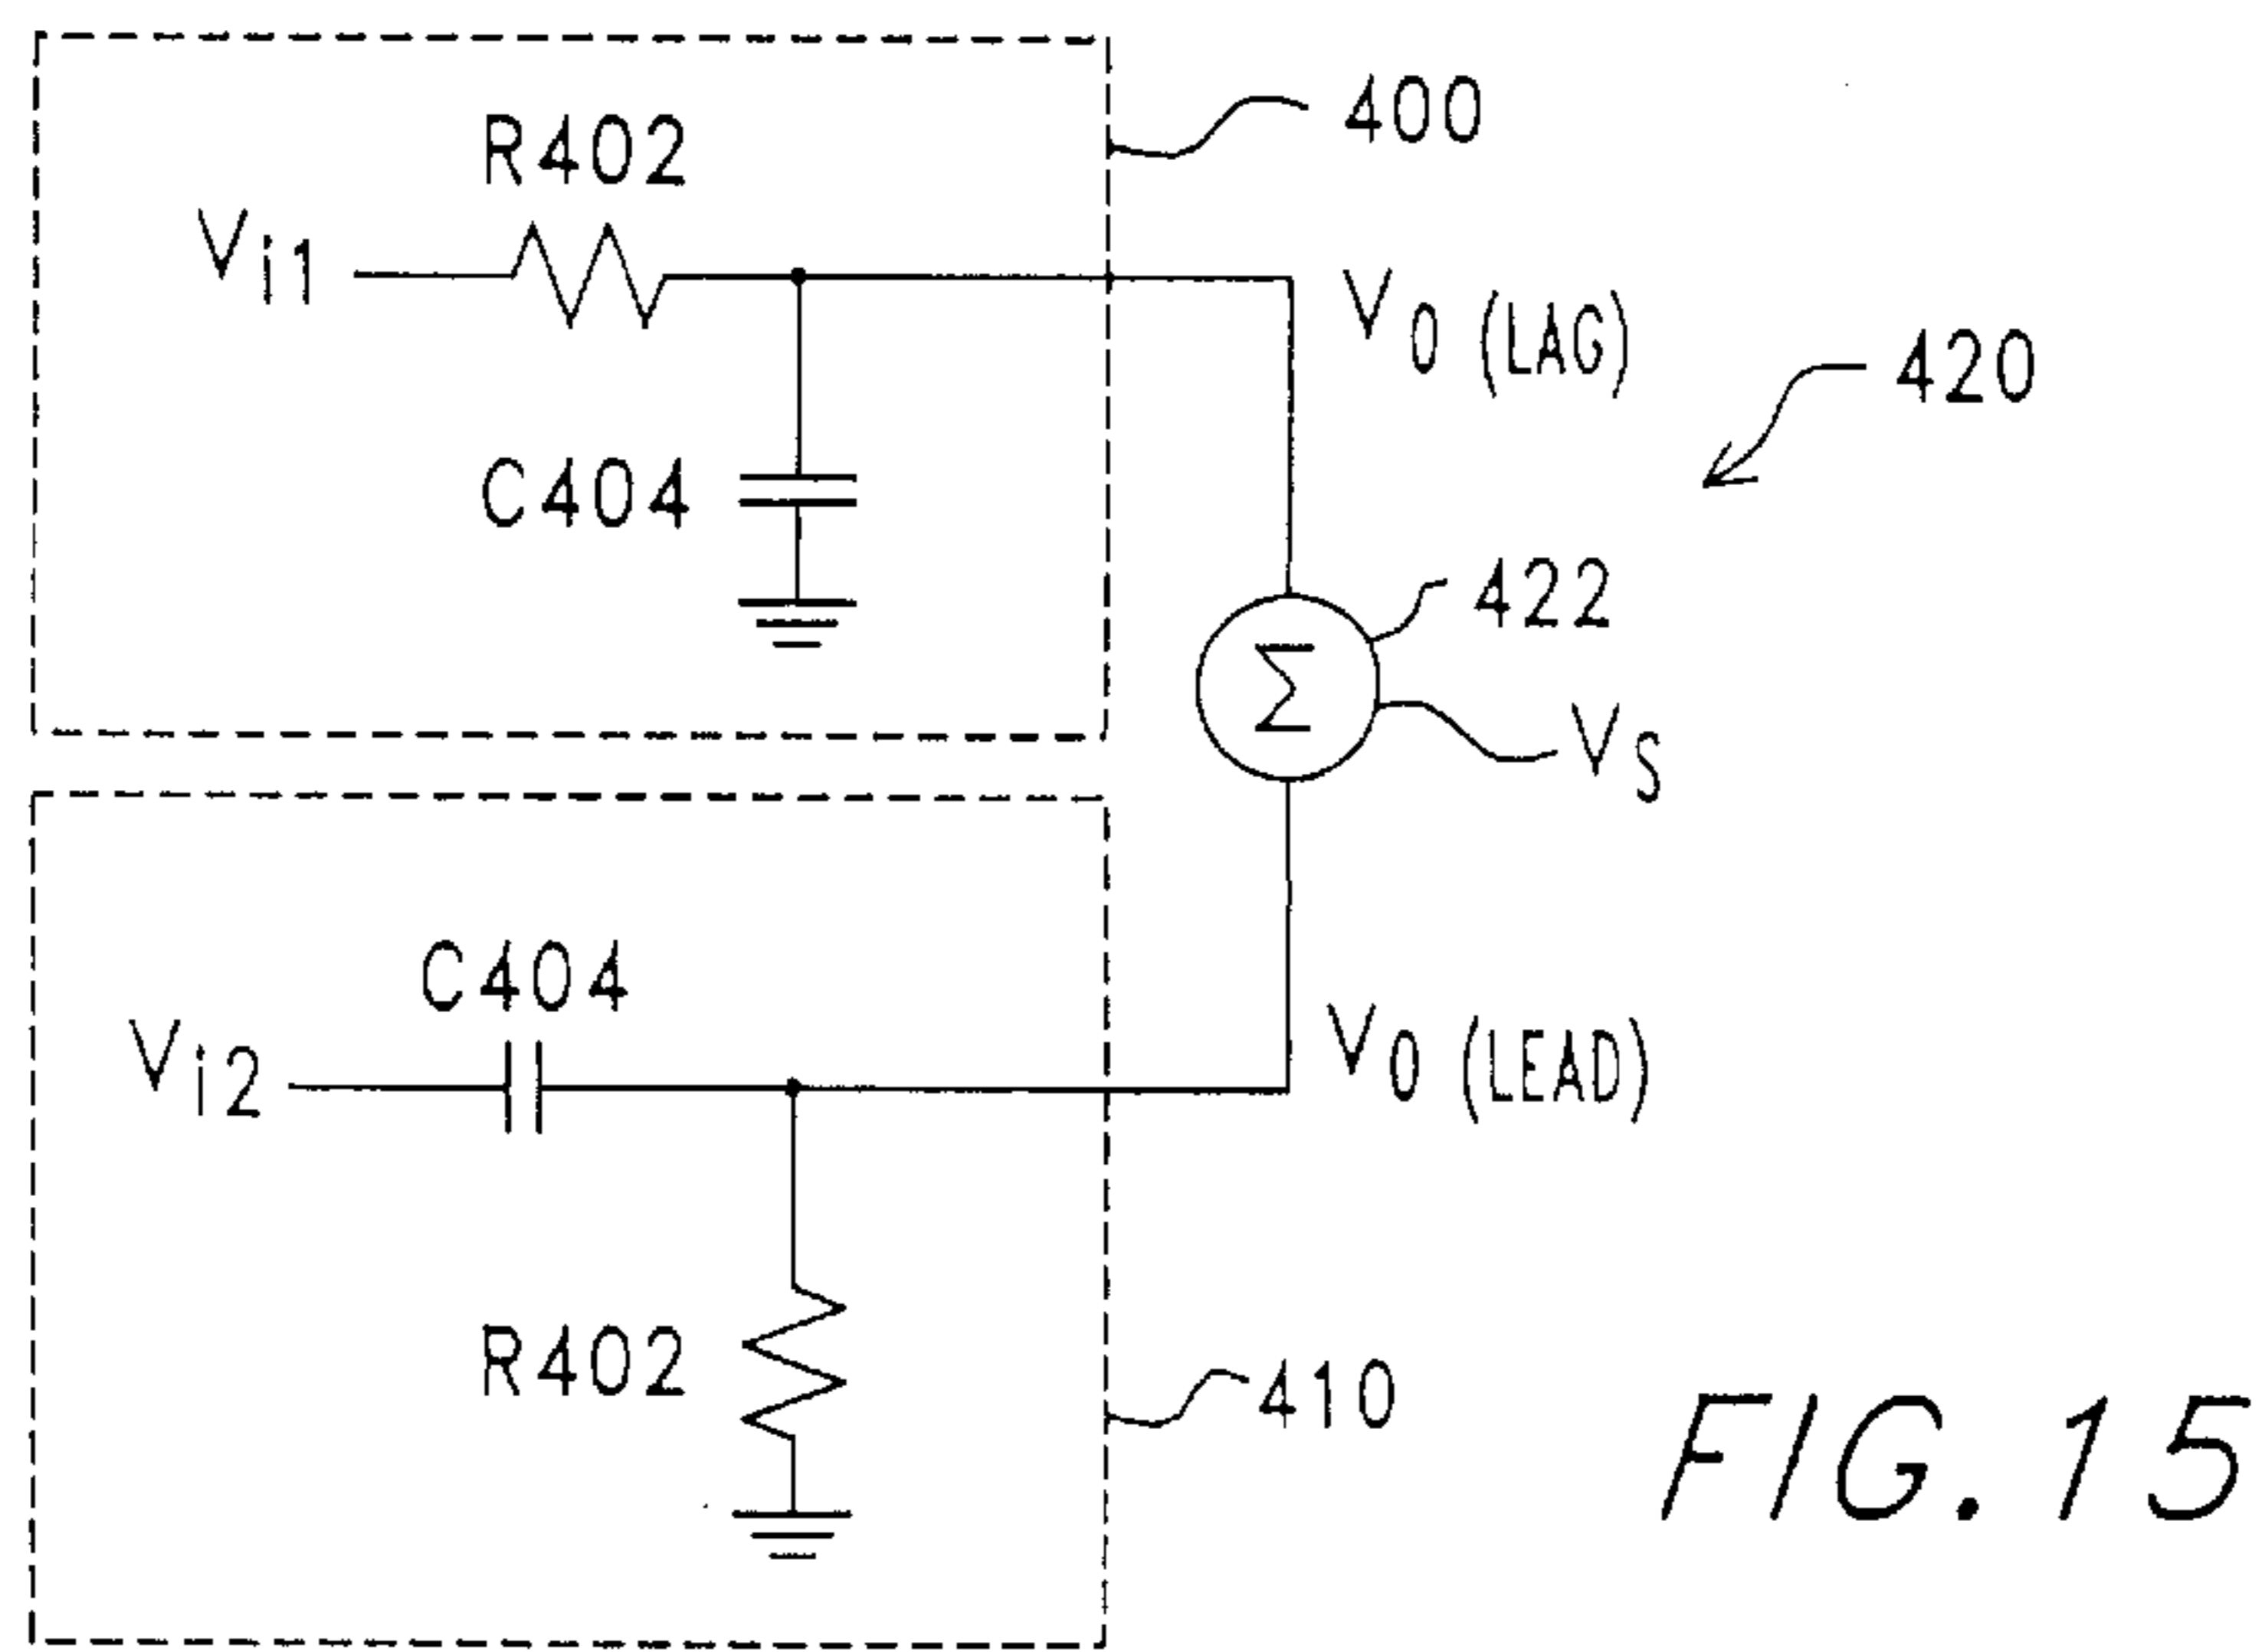 400
R402
Vi1
V0 (LAG)
420
C404
422
Σ
VS
C404
Vi2
V0 (LEAD)
R402
410
FIG. 15